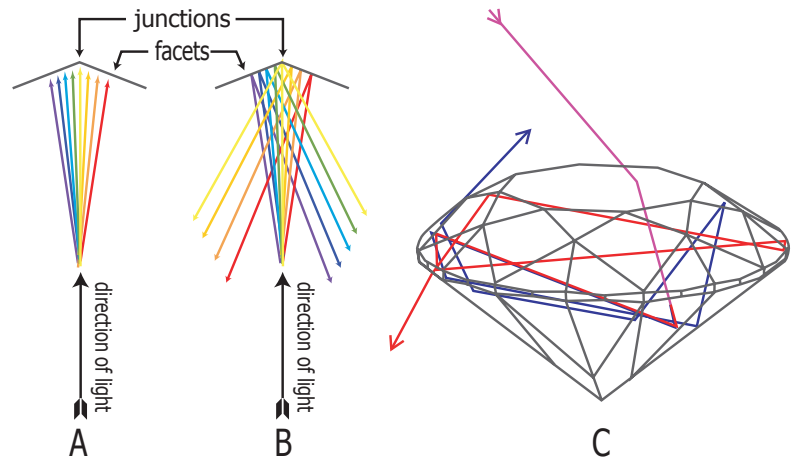 junctions
facets
direction of light
direction of light
A
B
C